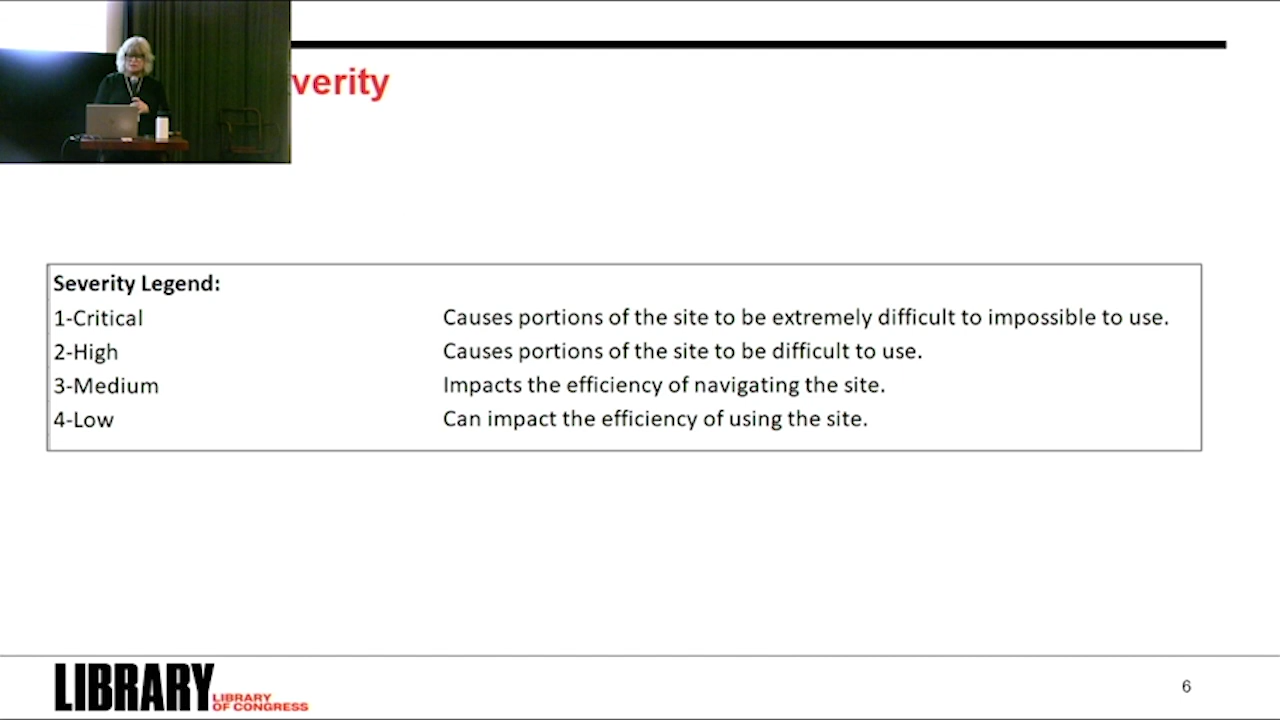 verity
Severity Legend:
1-Critical Causes portions of the site to be extremely difficult to impossible to use.
2-High Causes portions of the site to be difficult to use.
3-Medium Impacts the efficiency of navigating the site.
4-Low Can impact the efficiency of using the site.
LIBRARY LIBRARY
OF CONGRESS
6